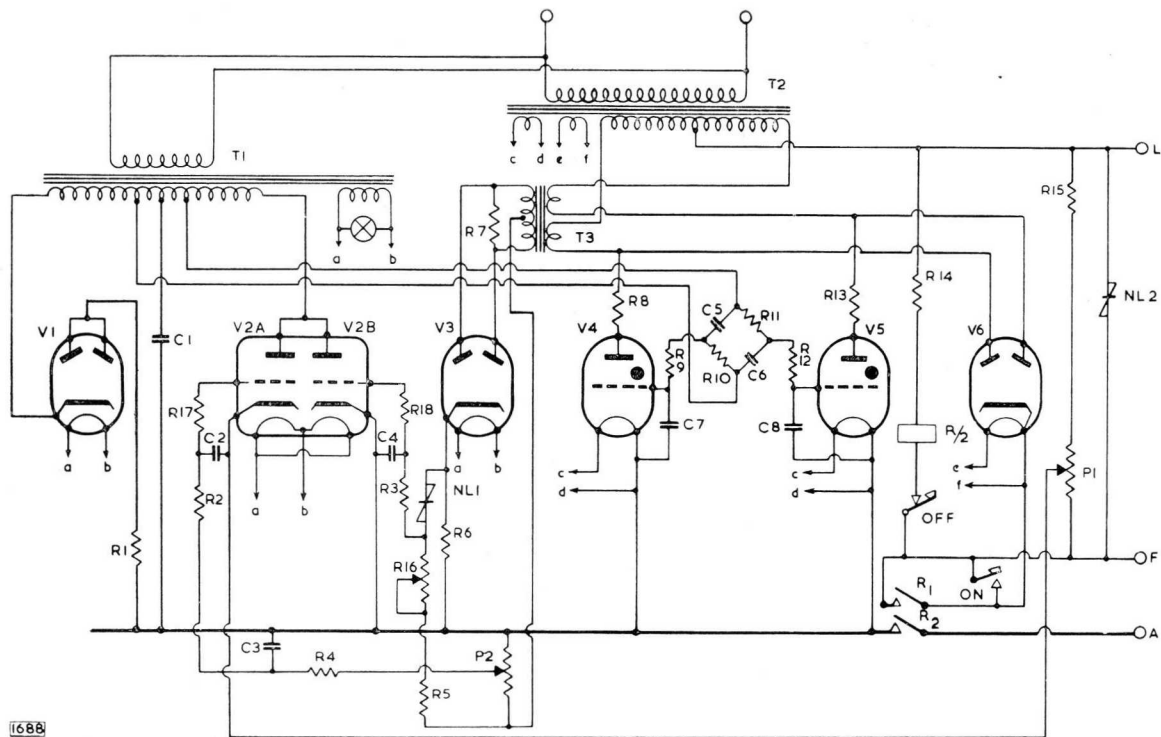 T2
c d e f
L
T1
R15
R7
T3
a b
R14
NL2
R8
C5
R11
R13
V1
C1
V2A V2B
V3
V4
V5
V6
R9
R10
C6
R12
R17
R18
C7
C8
C2
C4
R/2
a b
a b
c
c
e
P1
R2
R3
NL1
d
d
f
a b
OFF
R6
R1
F
R16
R1
ON
R2
A
C3
R4
P2
R5
1688